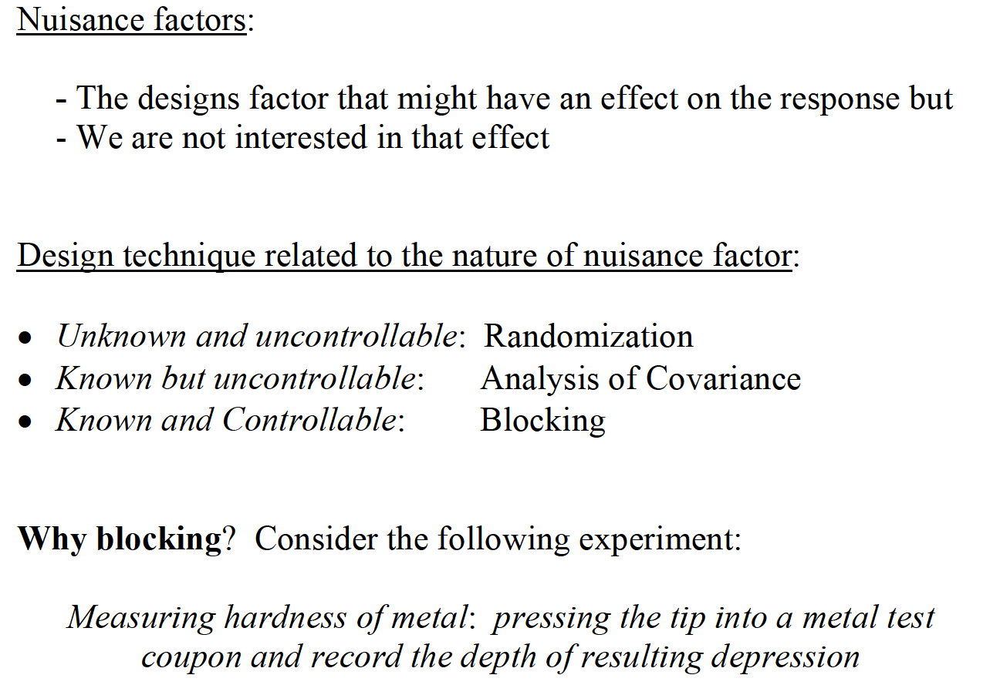 Nuisance factors:
- The designs factor that might have an effect on the response but
- We are not interested in that effect
Design technique related to the nature of nuisance factor:
• Unknown and uncontrollable: Randomization
• Known but uncontrollable: Analysis of Covariance
• Known and Controllable: Blocking
Why blocking? Consider the following experiment:
Measuring hardness of metal: pressing the tip into a metal test
coupon and record the depth of resulting depression